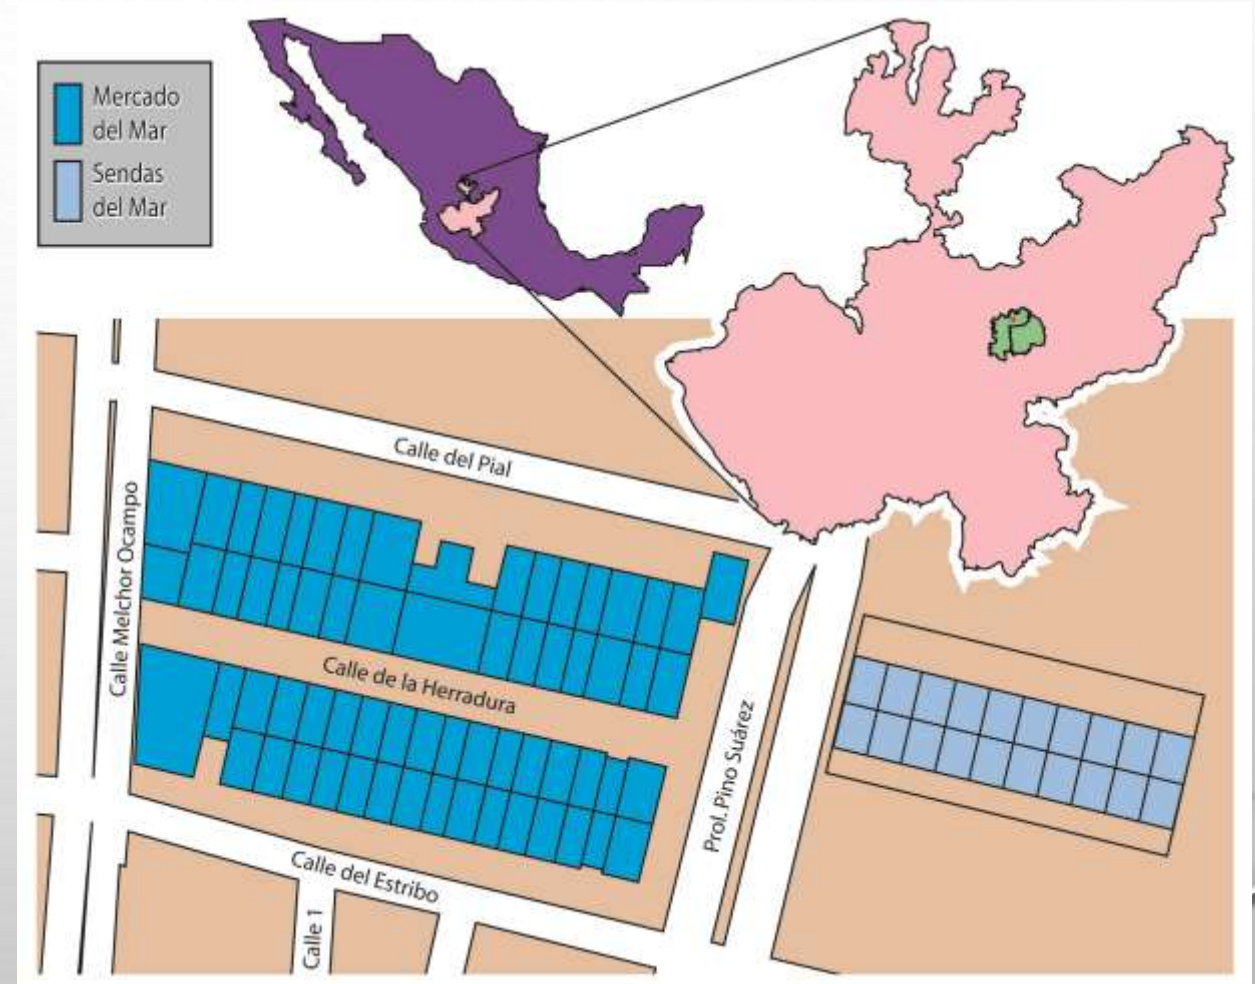 Mercado
del Mar
Sendas
del Mar
Calle del Pial
Calle Melchor Ocampo
Calle de la Herradura
Prol. Pino Suárez
Calle del Estribo
Calle 1